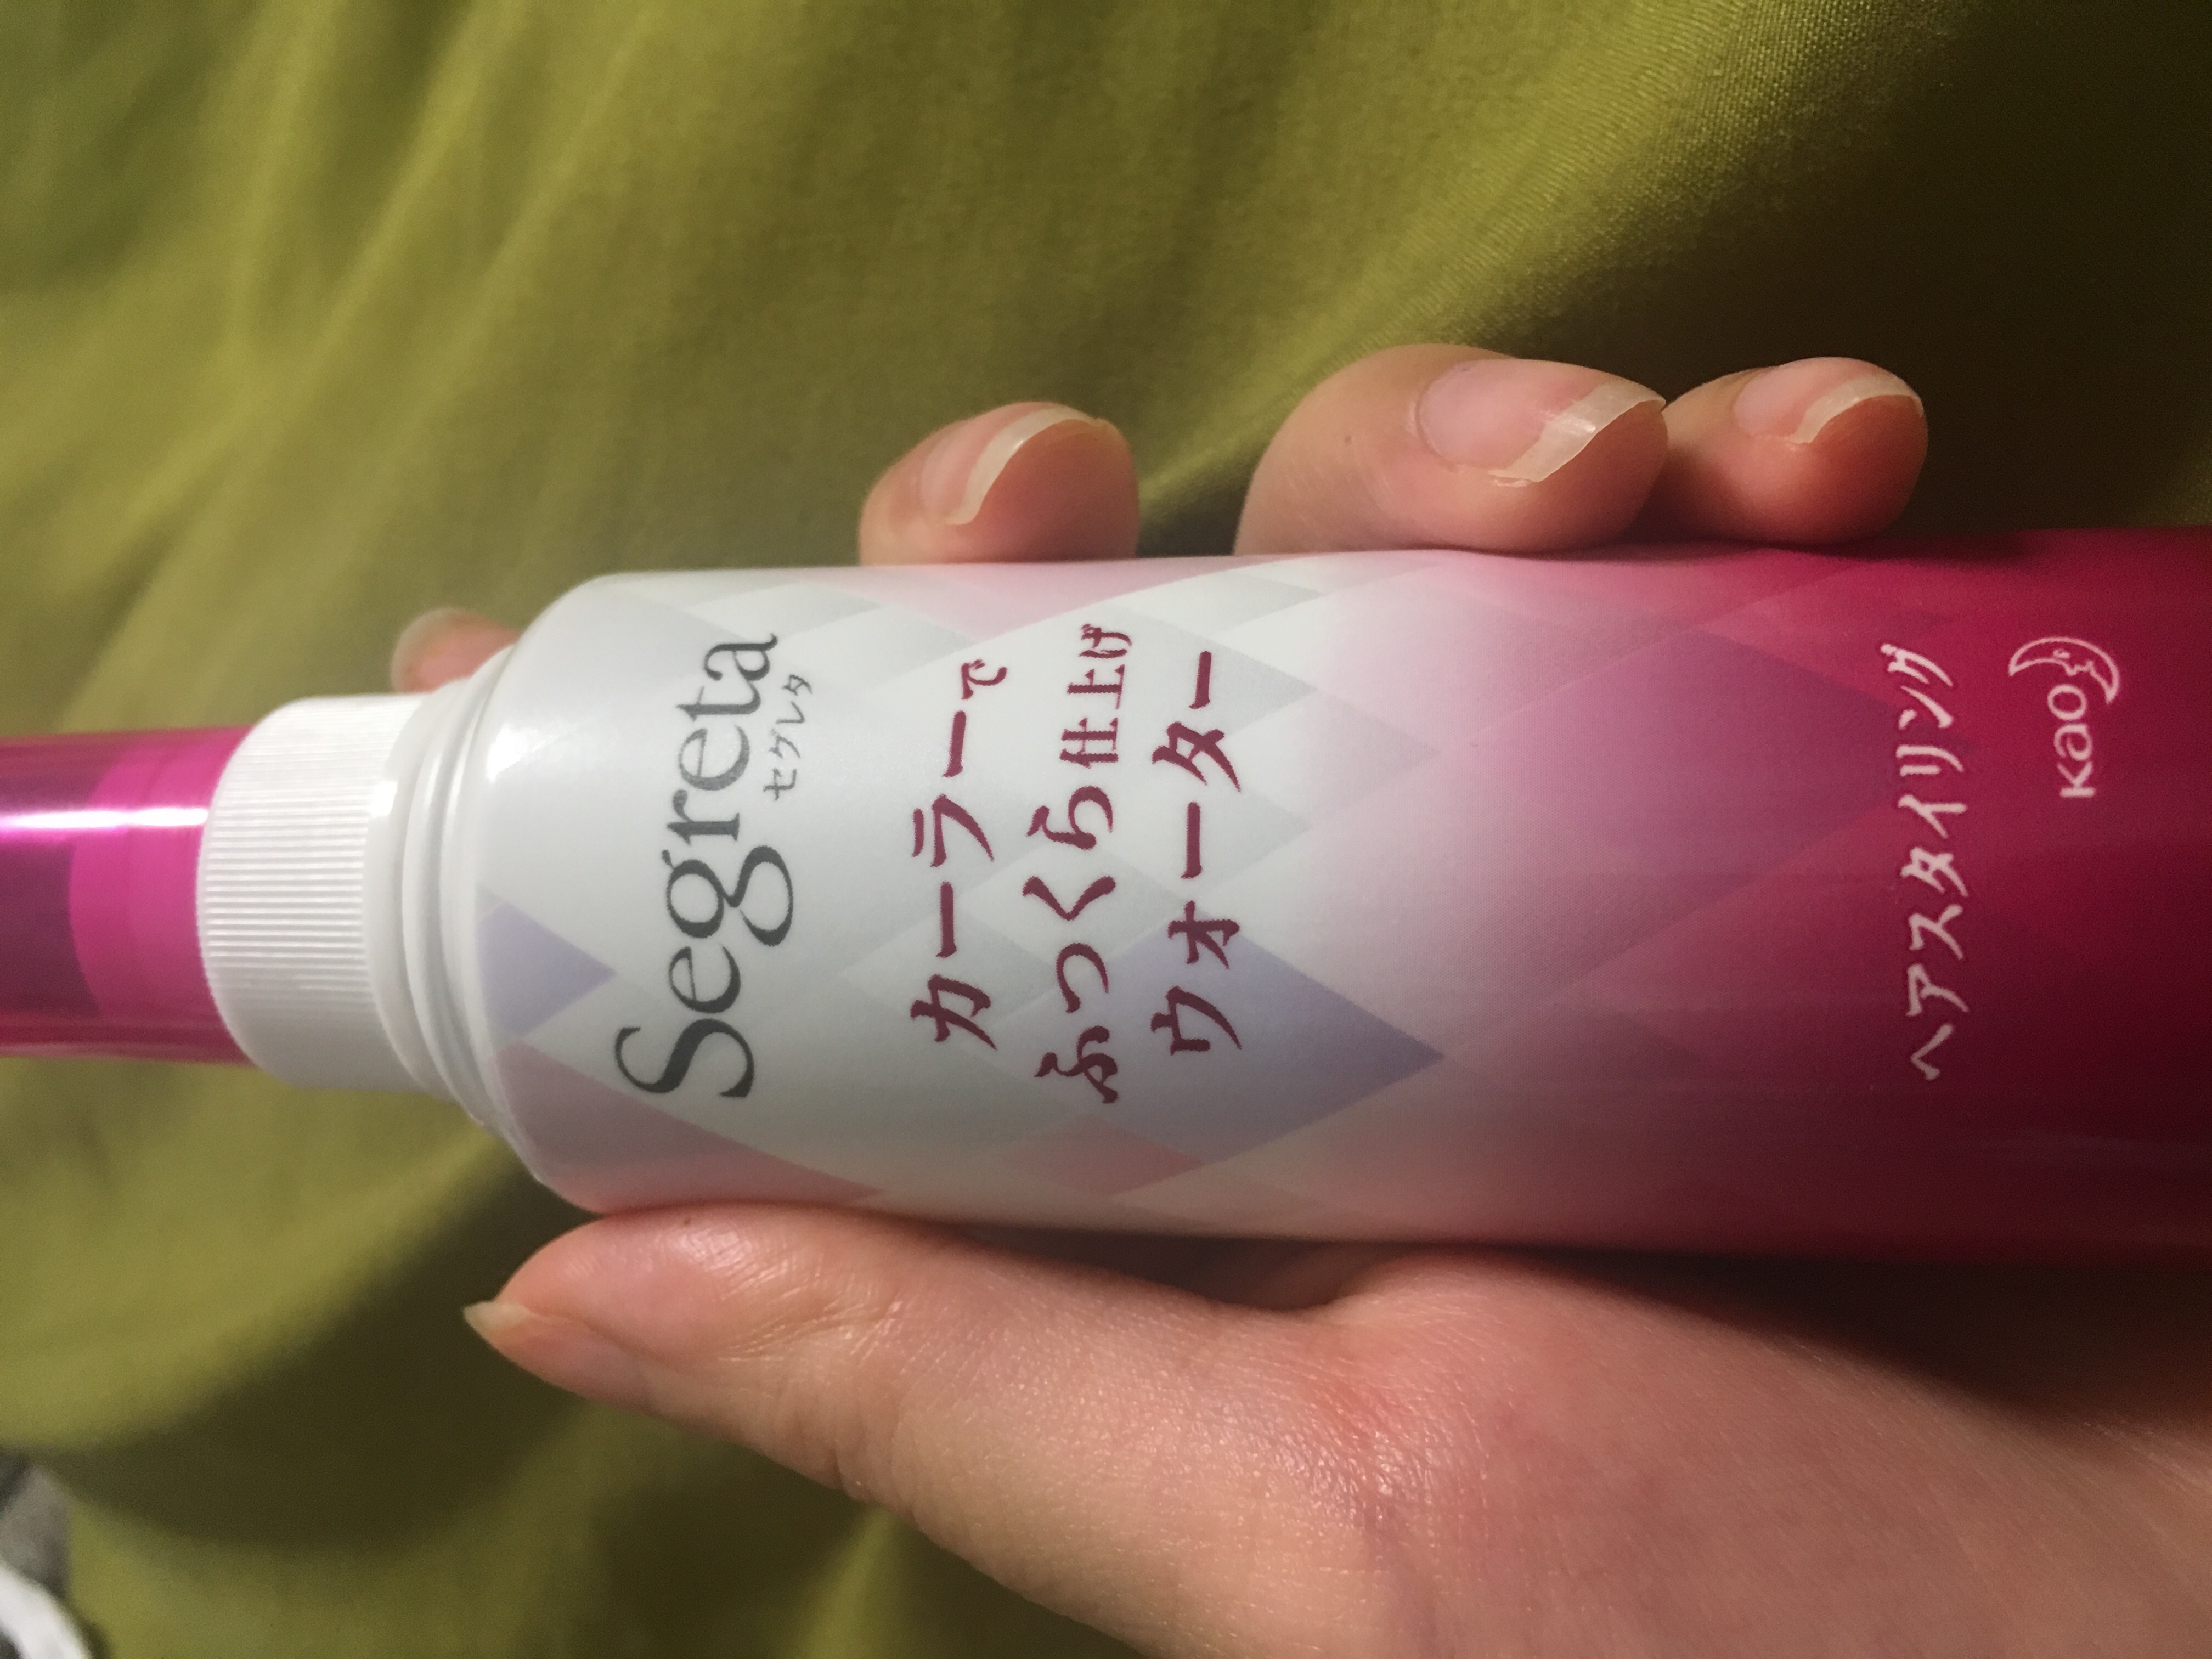 Segreta
セグレタ
カーラーで
ふっくら仕上げ
ウォーター
ヘアスタイリング
Kao